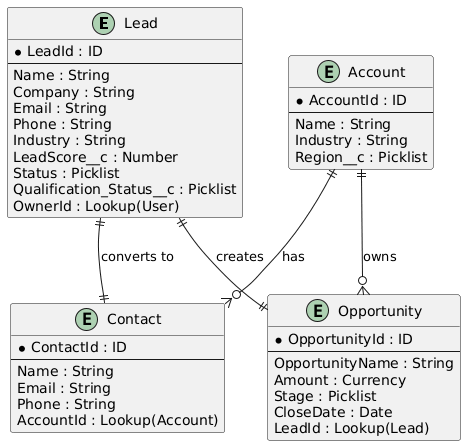 E Lead
* LeadId : ID
Name : String
Company : String
Email : String
Phone : String
Industry : String
LeadScore__c : Number
Status : Picklist
Qualification_Status__c : Picklist
OwnerId : Lookup(User)
E Account
* AccountId : ID
Name : String
Industry : String
Region__c : Picklist
converts to
creates
has
owns
E Contact
* ContactId : ID
Name : String
Email : String
Phone : String
AccountId : Lookup(Account)
E Opportunity
* OpportunityId : ID
OpportunityName : String
Amount : Currency
Stage : Picklist
CloseDate : Date
LeadId : Lookup(Lead)